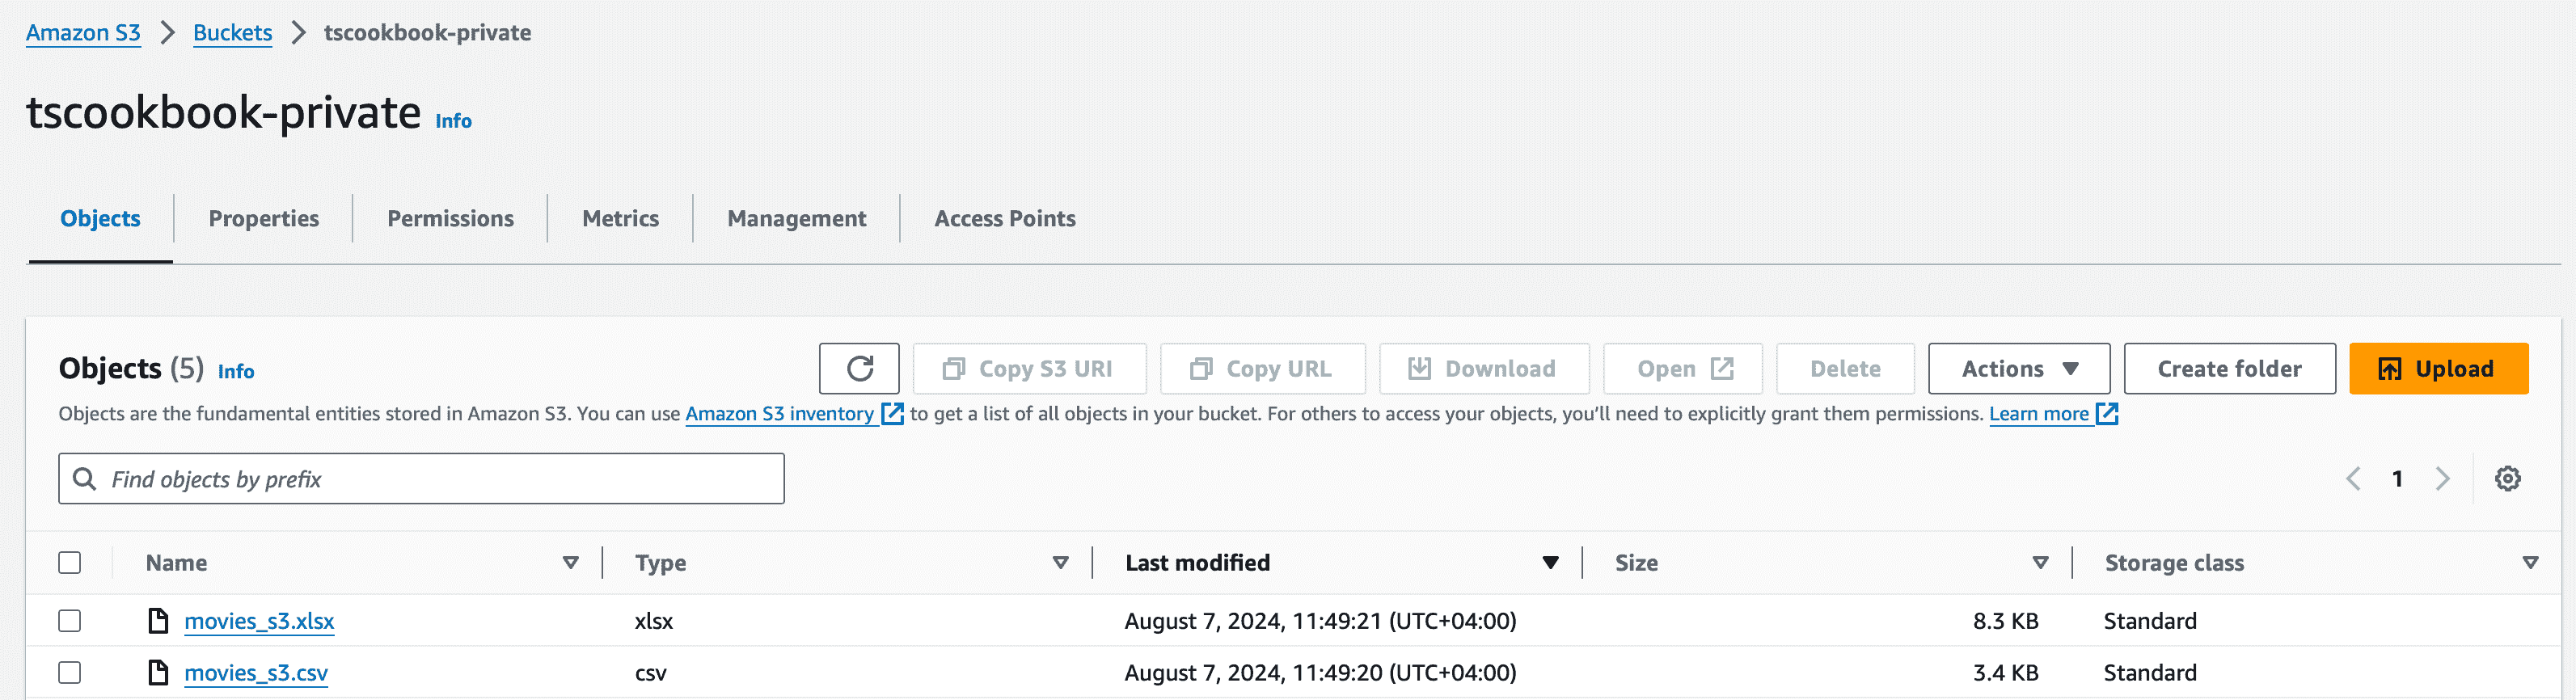 Amazon S3 > Buckets > tscookbook-private
tscookbook-private Info
Objects Properties Permissions Metrics Management Access Points
Objects (5) Info Copy S3 URI Copy URL Download Open Delete Actions Create folder Upload
Objects are the fundamental entities stored in Amazon S3. You can use Amazon S3 inventory to get a list of all objects in your bucket. For others to access your objects, you'll need to explicitly grant them permissions. Learn more
Find objects by prefix 1
Name Type Last modified Size Storage class
movies_s3.xlsx xlsx August 7, 2024, 11:49:21 (UTC+04:00) 8.3 KB Standard
movies_s3.csv csv August 7, 2024, 11:49:20 (UTC+04:00) 3.4 KB Standard